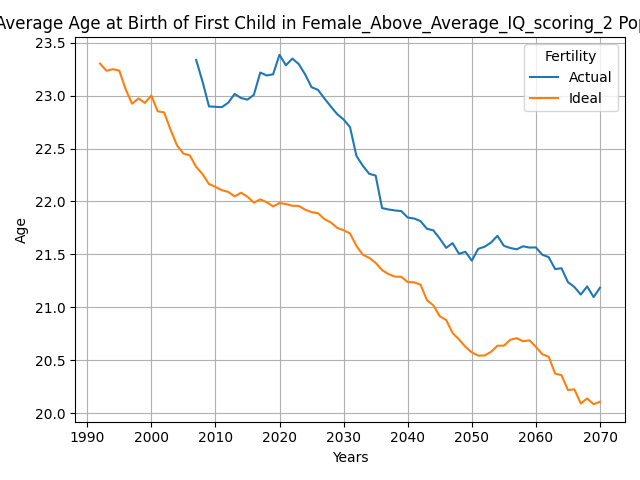 Average Age at Birth of First Child in Female_Above_Average_IQ_scoring_2
23.5
23.0
22.5
22.0
21.5
21.0
20.5
20.0
Age
Fertility
Actual
Ideal
1990 2000 2010 2020 2030 2040 2050 2060 2070
Years